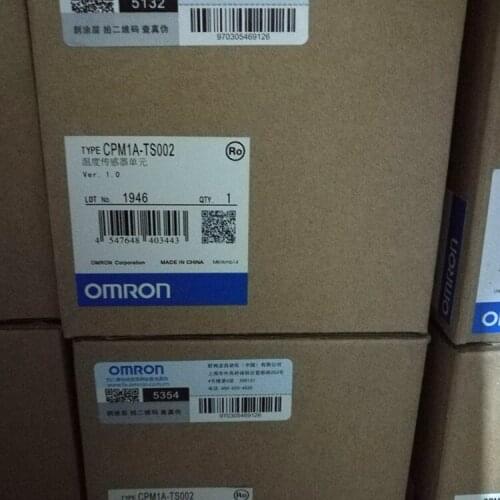 5132
刮涂层 拍二维码 查真伪
970305469126
TYPE CPM1A-TS002
温度传感器单元
Ver. 1.0
LOT No. 1946 QTY. 1
4 547648 403443
OMRON Corporation MADE IN CHINA
OMRON
OMRON
5354
刮涂层 拍二维码 查真伪
970305469126
TYPE CPM1A-TS002
Ro